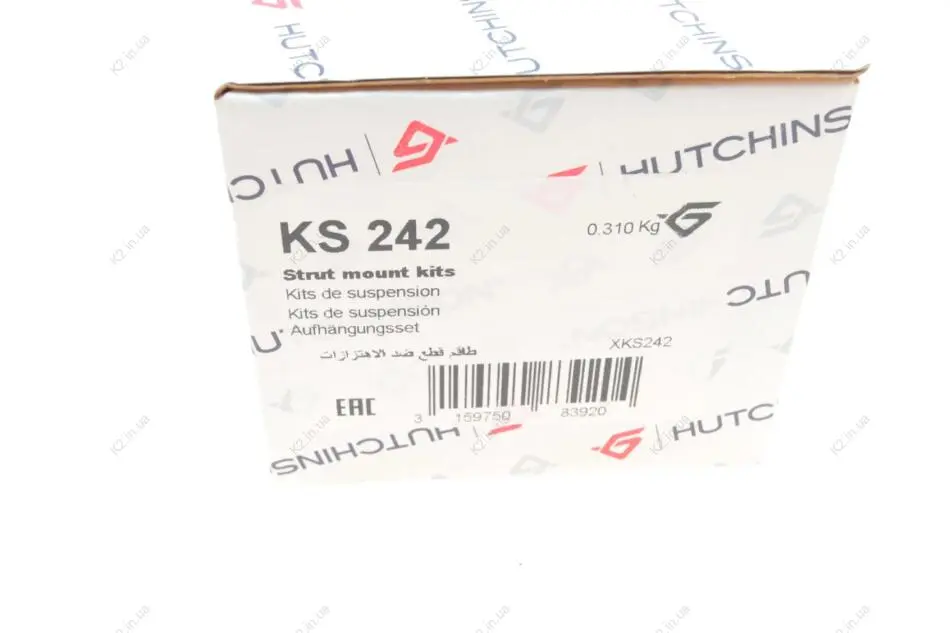 HUTCHINS
HUTCHINS
KS 242
0.310 Kg
Strut mount kits
Kits de suspension
Kits de suspensión
Aufhängungsset
طاقم قطع ضد الاهتزازات
XKS242
EAC
3 159750 83920
HUTCHINS
HUTC
K2.in.ua